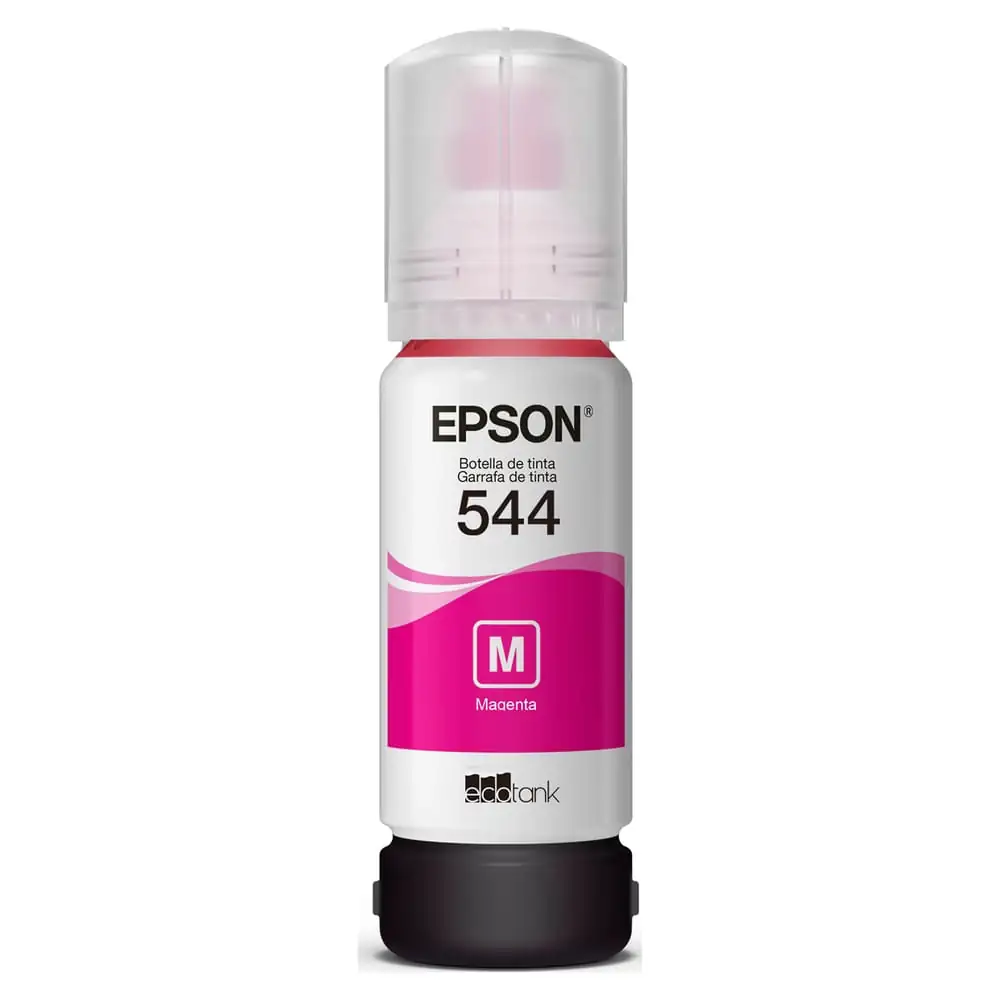 EPSON®
Botella de tinta
Garrafa de tinta
544
M
Magenta
ecotank